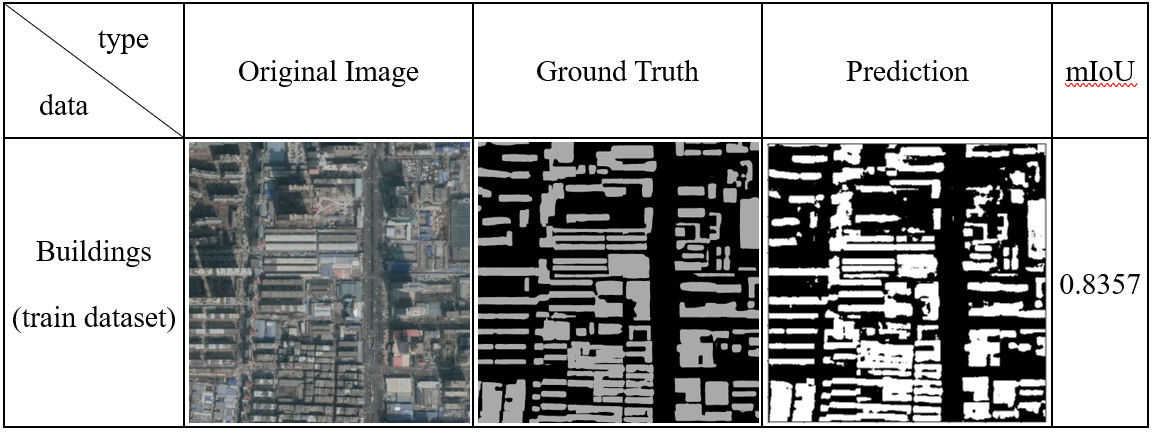 type
data
Original Image
Ground Truth
Prediction
mIoU
Buildings
(train dataset)
0.8357